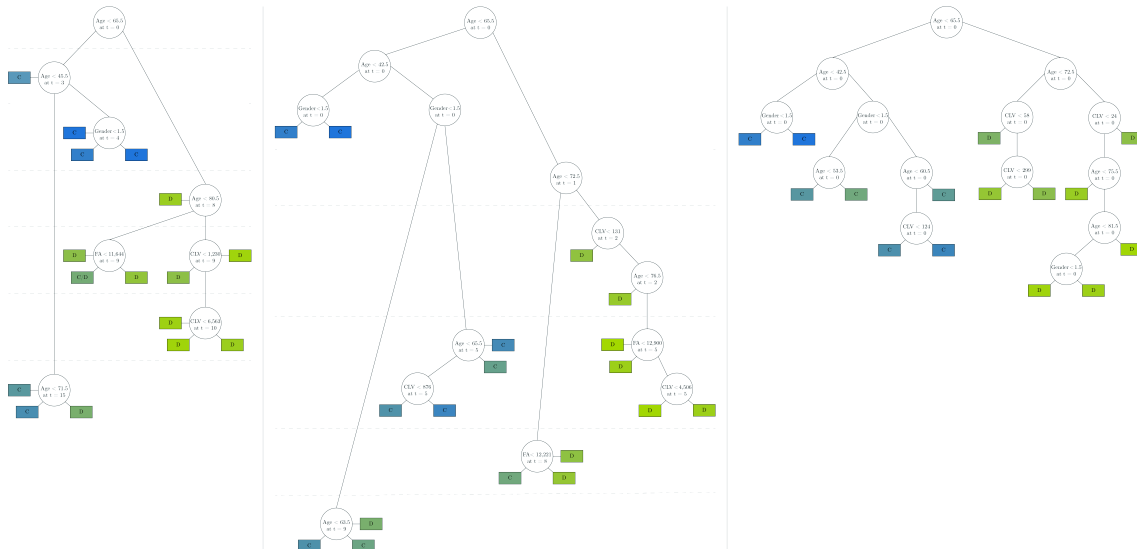 Age < 65.5
at t = 0
Age < 45.5
at t = 3
C
Gender<1.5
at t = 4
C
C
C
Age < 80.5
at t = 8
D
FA < 11,644
at t = 9
D
C/D
D
CLV < 1,236
at t = 9
D
D
CLV < 6,563
at t = 10
D
D
D
Age < 71.5
at t = 15
C
C
D
Age < 65.5
at t = 0
Age < 42.5
at t = 0
Gender<1.5
at t = 0
C
C
Gender<1.5
at t = 0
Age < 72.5
at t = 1
CLV< 131
at t = 2
D
Age < 76.5
at t = 2
D
Age < 65.5
at t = 5
C
C
FA < 12,900
at t = 5
D
D
CLV < 876
at t = 5
C
C
CLV<4,506
at t = 5
D
D
FA< 12,221
at t = 8
D
C
D
Age < 63.5
at t = 9
D
C
C
Age < 65.5
at t = 0
Age < 42.5
at t = 0
Age < 72.5
at t = 0
Gender<1.5
at t = 0
C
C
Gender<1.5
at t = 0
CLV < 58
at t = 0
D
CLV < 24
at t = 0
D
Age < 53.5
at t = 0
C
C
Age < 60.5
at t = 0
C
CLV < 209
at t = 0
D
D
Age < 75.5
at t = 0
D
CLV < 124
at t = 0
C
C
Age < 81.5
at t = 0
D
Gender<1.5
at t = 0
D
D